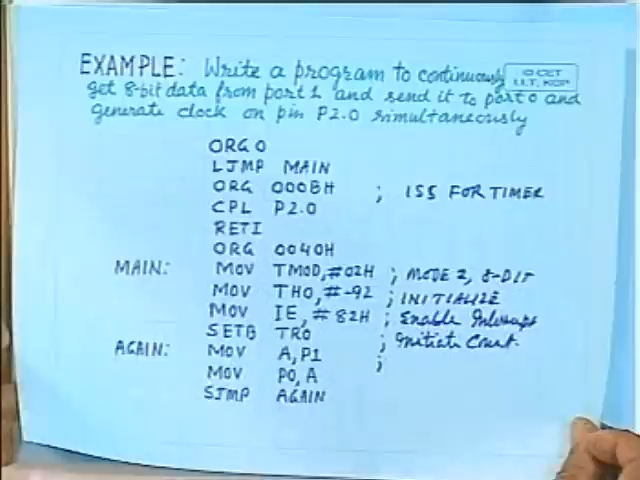 EXAMPLE: Write a program to continuously
© CET
I.I.T. KGP
get 8-bit data from port 1 and send it to port 0 and
generate clock on pin P2.0 simultaneously
ORG 0
LJMP MAIN
ORG 000BH ; ISS FOR TIMER
CPL P2.0
RETI
ORG 0040H
MAIN: MOV TMOD,#02H ; MODE 2, 8-BIT
MOV TH0,#-92 ; INITIALIZE
MOV IE,#82H ; Enable Interrupt
SETB TR0 ; Initiate Count.
AGAIN: MOV A,P1 ;
MOV P0,A
SJMP AGAIN